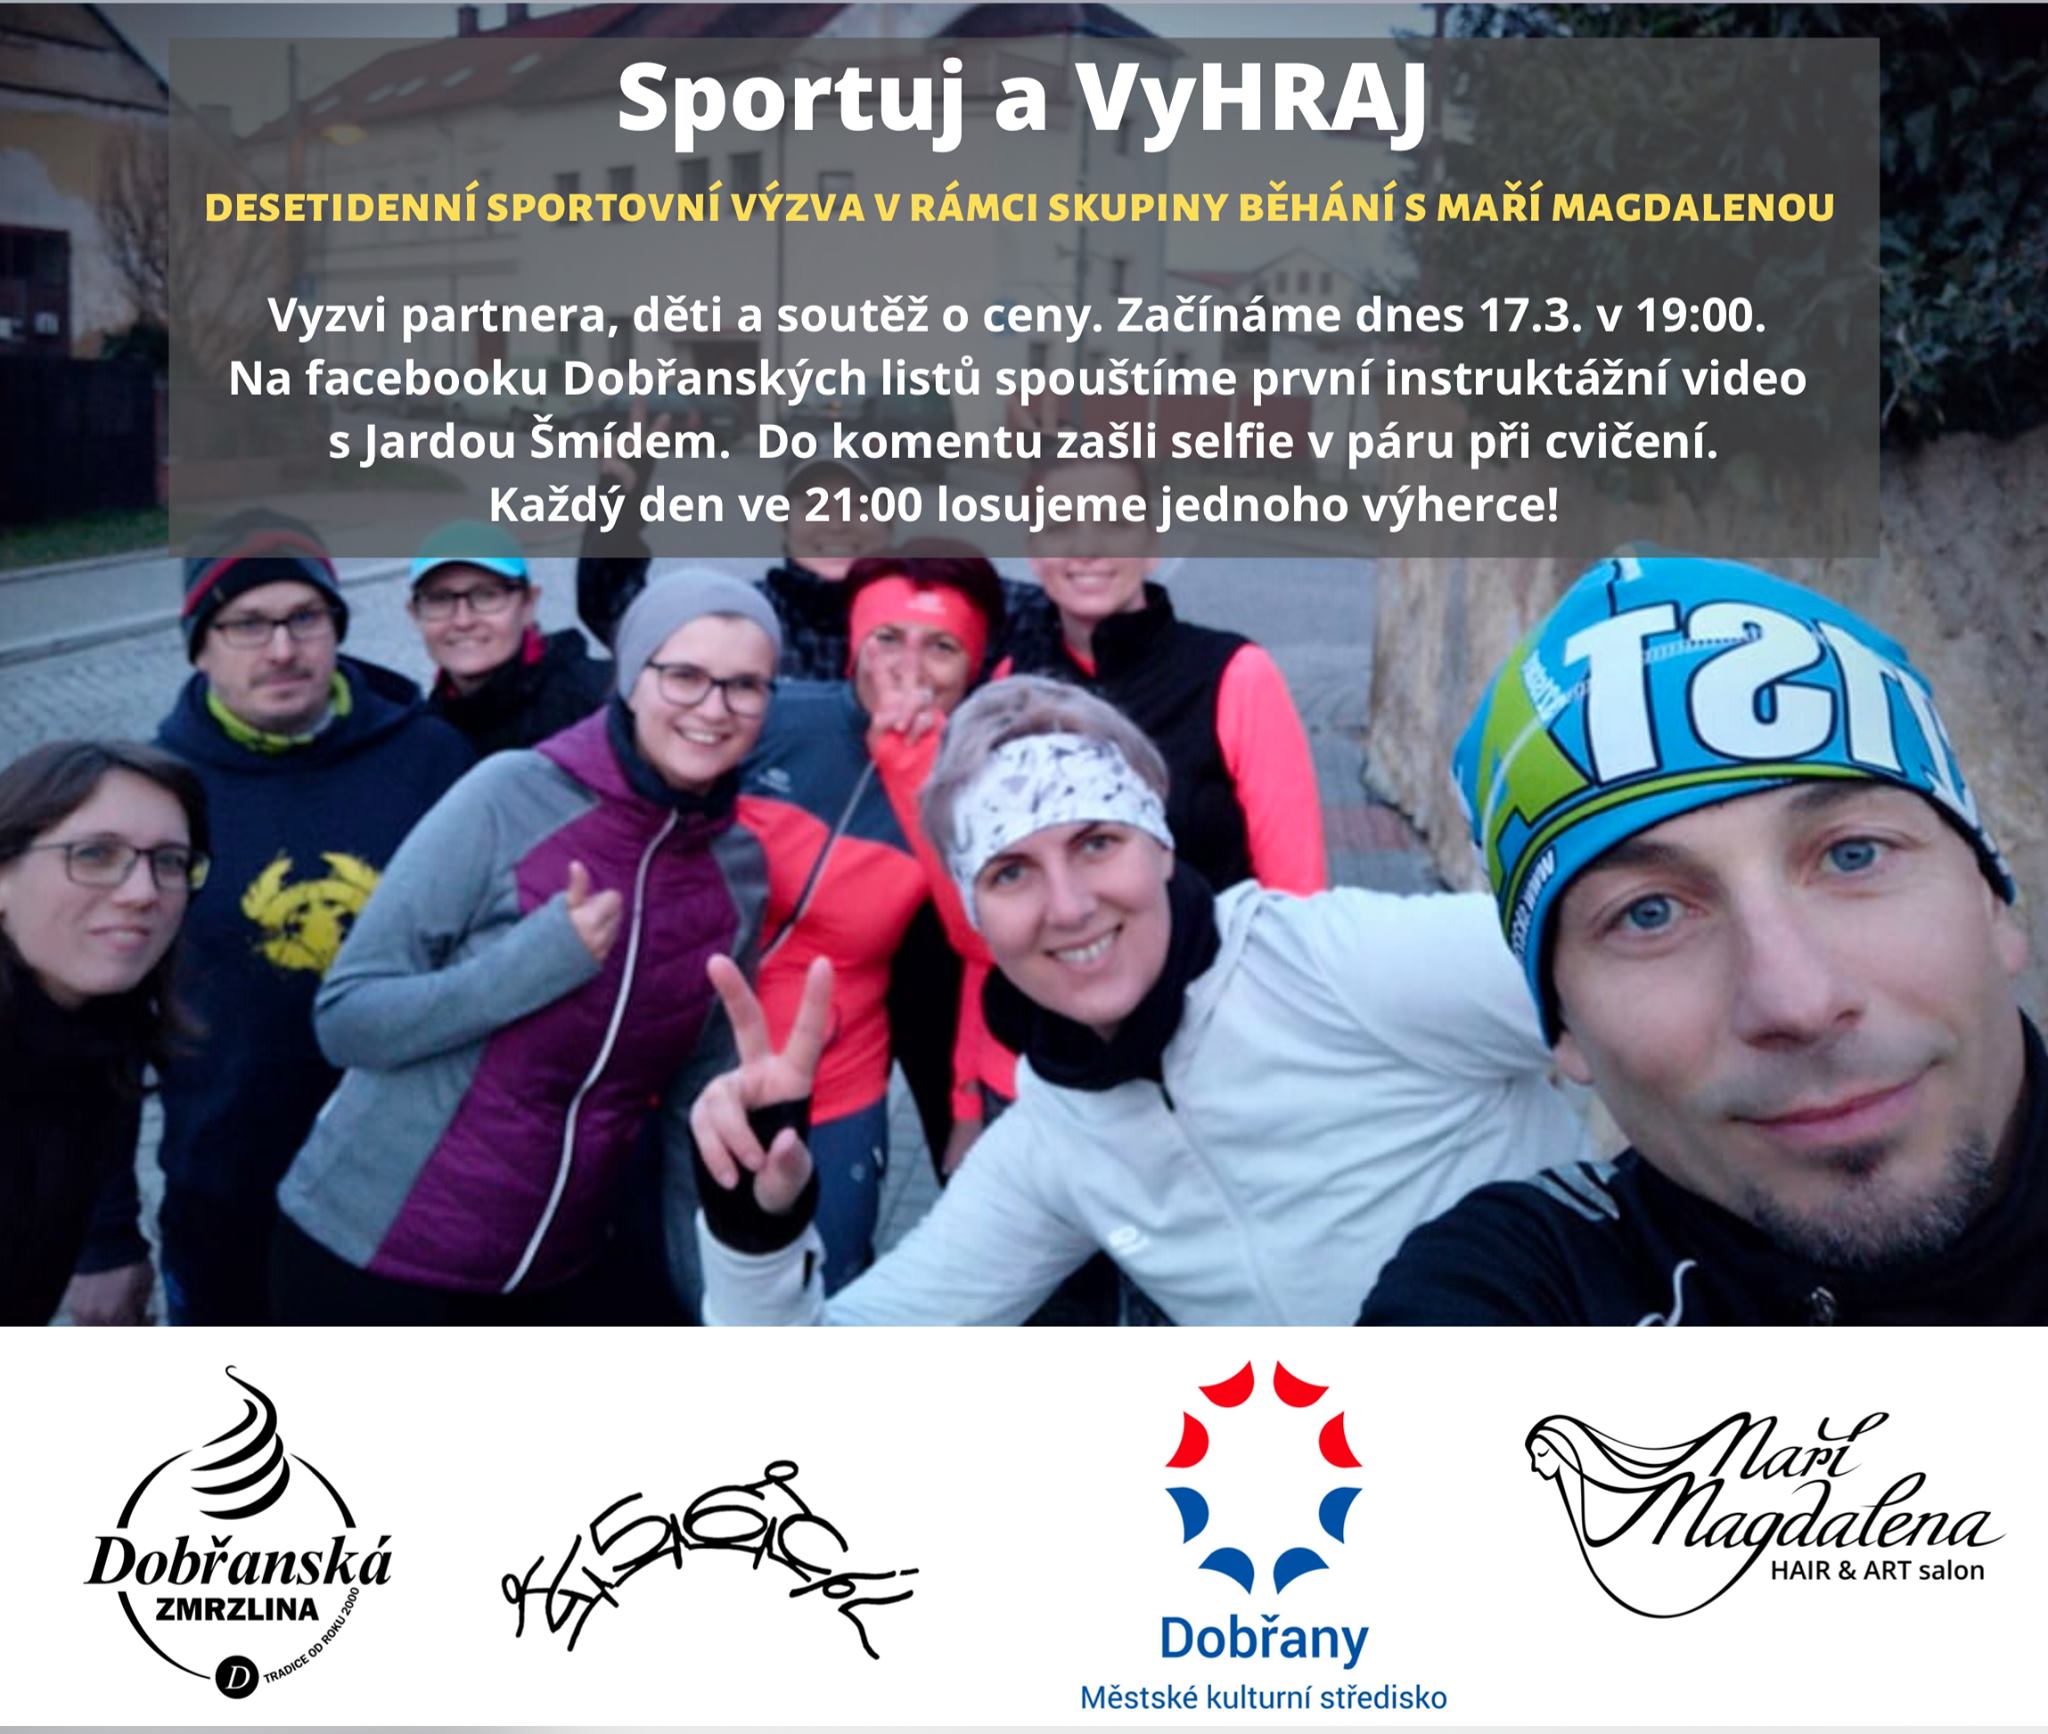 Sportuj a VyHRAJ
DESETIDENNÍ SPORTOVNÍ VÝZVA V RÁMCI SKUPINY BĚHÁNÍ S MAŘÍ MAGDALENOU
Vyzvi partnera, děti a soutěž o ceny. Začínáme dnes 17.3. v 19:00.
Na facebooku Dobřanských listů spouštíme první instruktážní video
s Jardou Šmídem. Do komentu zašli selfie v páru při cvičení.
Každý den ve 21:00 losujeme jednoho výherce!
Dobřanská
ZMRZLINA
D TRADICE OD ROKU 2000
Dobřany
Městské kulturní středisko
Maří
Magdalena
HAIR & ART salon